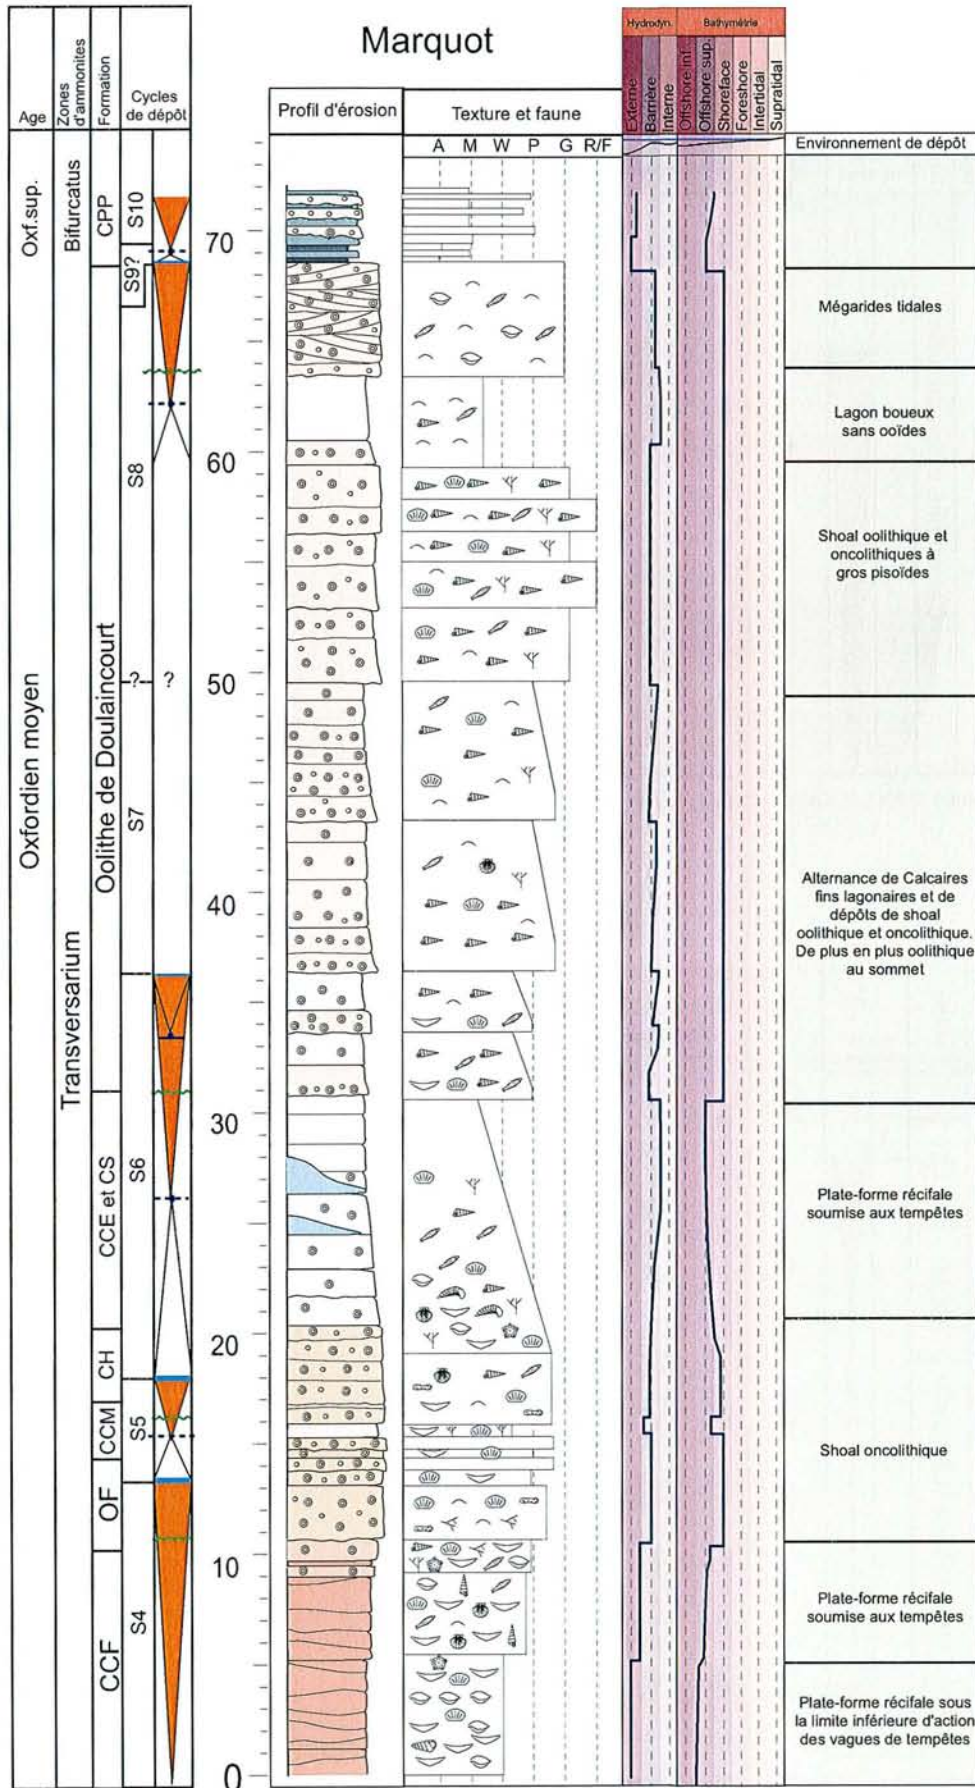 Marquot
Age
Zones d'ammonites
Formation
Cycles
de dépôt
Profil d'érosion
Texture et faune
A M W P G R/F
Hydrodyn.
Bathymétrie
Externe
Barrière
Interne
Offshore inf.
Offshore sup.
Shoreface
Foreshore
Intertidal
Supratidal
Environnement de dépôt
Oxf.sup.
Bifurcatus
CPP
S10
70
S9?
Mégarides tidales
Lagon boueux
sans ooïdes
60
S8
Shoal oolithique et
oncolithiques à
gros pisoïdes
Oxfordien moyen
Transversarium
Oolithe de Doulaincourt
-?-
?
50
S7
Alternance de Calcaires
fins lagonaires et de
dépôts de shoal
oolithique et oncolithique.
De plus en plus oolithique
au sommet
40
30
CCE et CS
S6
Plate-forme récifale
soumise aux tempêtes
20
CH
CCM
S5
Shoal oncolithique
OF
10
CCF
S4
Plate-forme récifale
soumise aux tempêtes
Plate-forme récifale sous
la limite inférieure d'action
des vagues de tempêtes
0